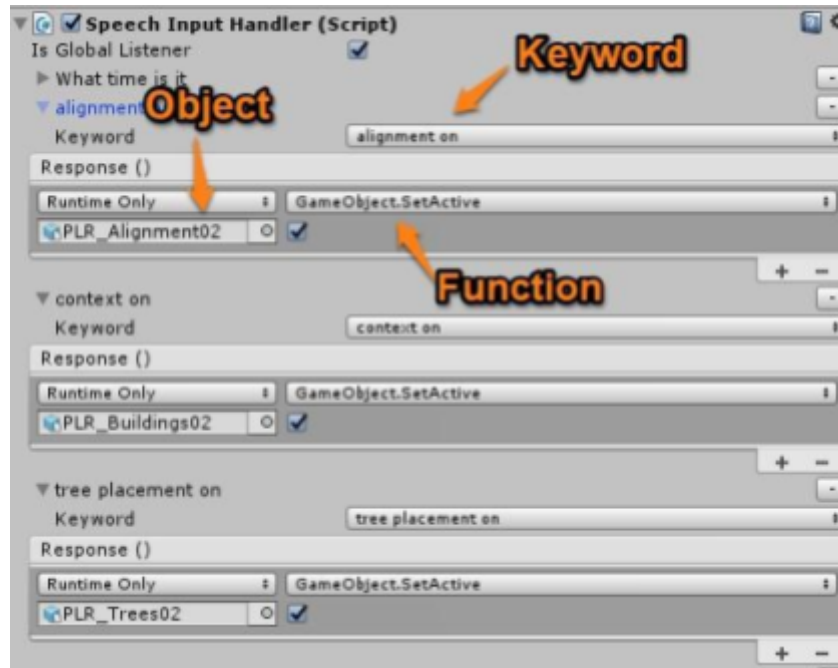 Speech Input Handler (Script)
Is Global Listener
Keyword
What time is it
Object
alignment
Keyword alignment on
Response ()
Runtime Only GameObject.SetActive
PLR_Alignment02
Function
context on
Keyword context on
Response ()
Runtime Only GameObject.SetActive
PLR_Buildings02
tree placement on
Keyword tree placement on
Response ()
Runtime Only GameObject.SetActive
PLR_Trees02